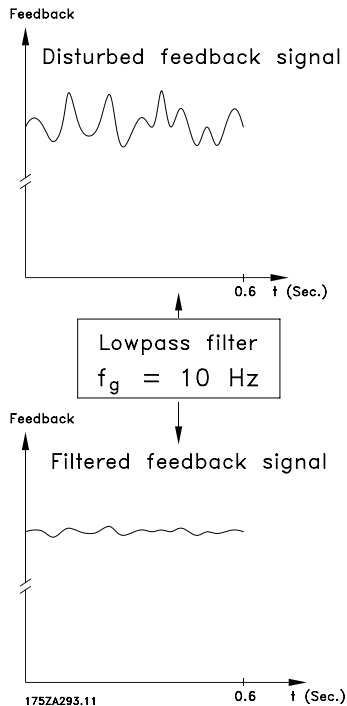 Feedback
Disturbed feedback signal
0.6 t (Sec.)
Lowpass filter
fg = 10 Hz
Feedback
Filtered feedback signal
175ZA293.11
0.6 t (Sec.)